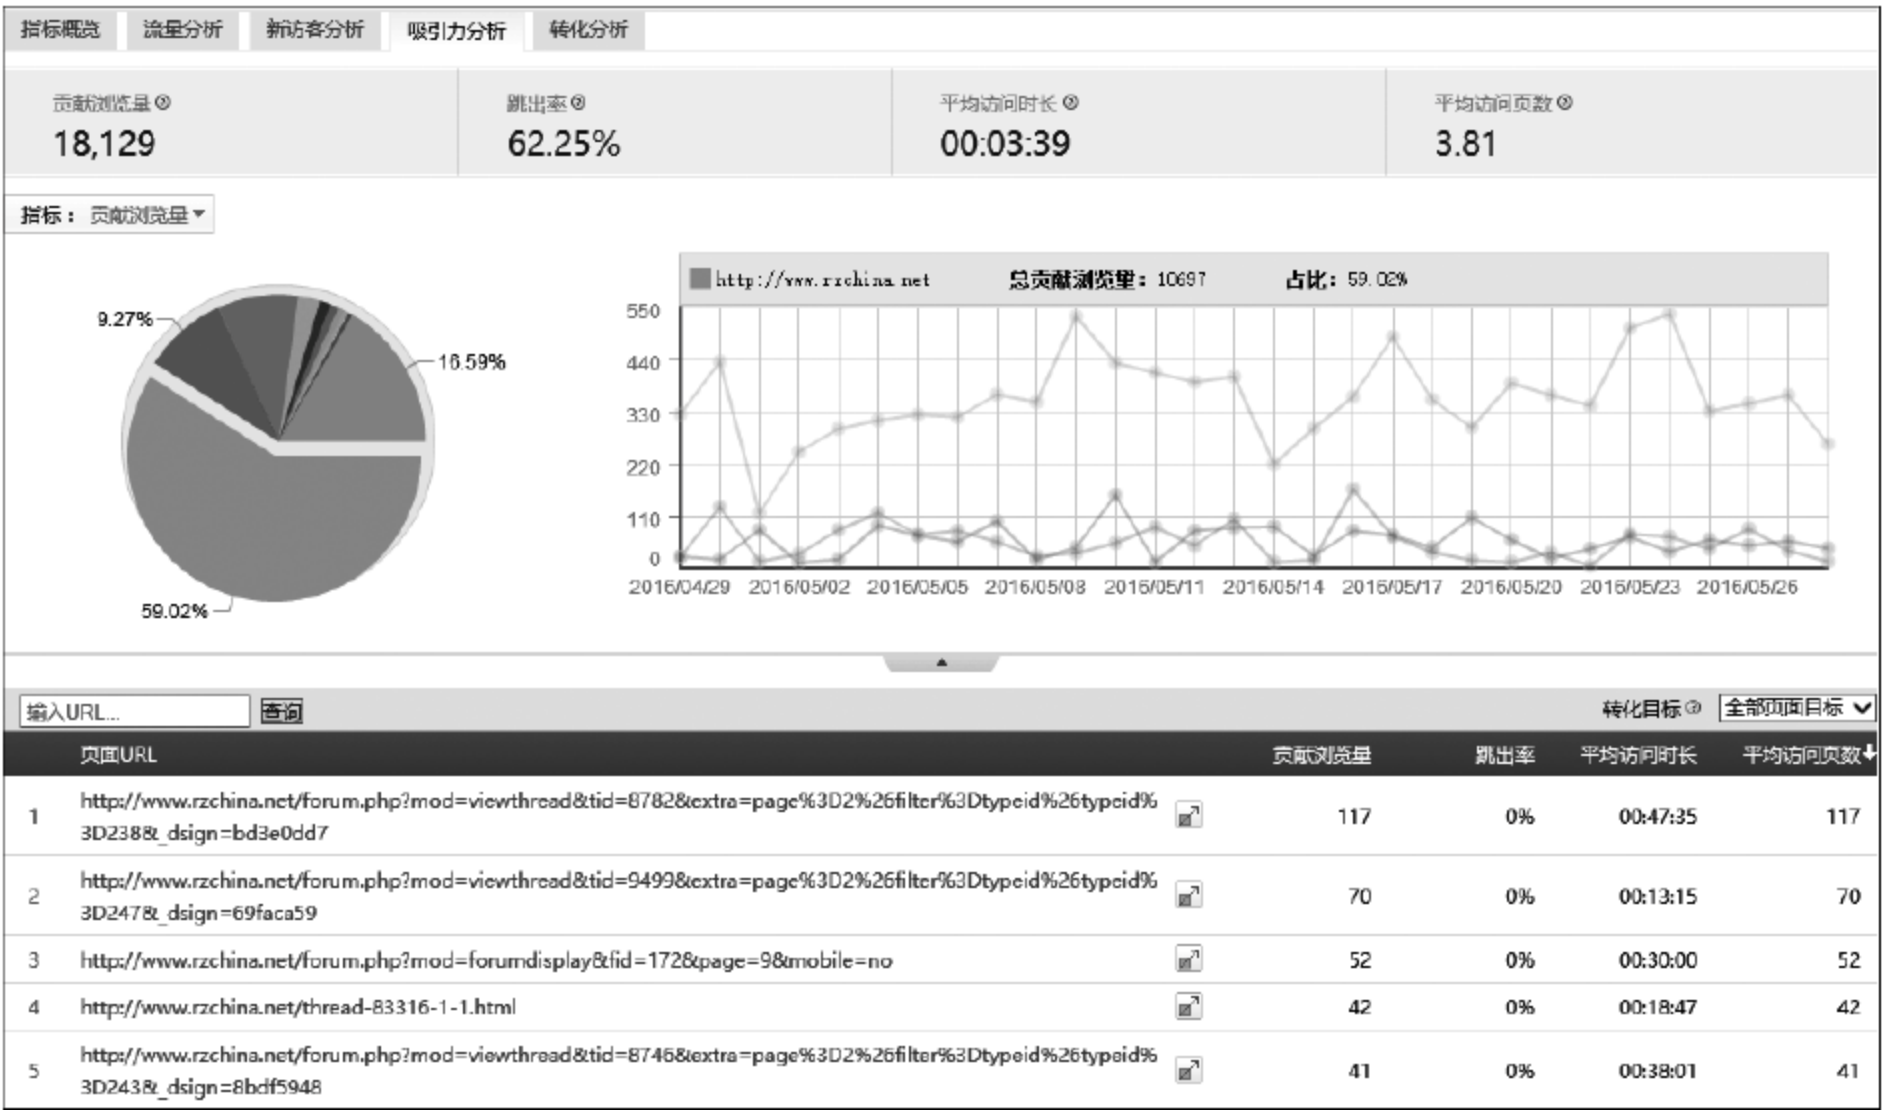 指标概览 流量分析 新访客分析 吸引力分析 转化分析
贡献浏览量 跳出率 平均访问时长 平均访问页数
18,129 62.25% 00:03:39 3.81
指标： 贡献浏览量
9.27%
16.59%
59.02%
http://www.rzchina.net 总贡献浏览量：10697 占比：59.02%
550
440
330
220
110
0
2016/04/29 2016/05/02 2016/05/05 2016/05/08 2016/05/11 2016/05/14 2016/05/17 2016/05/20 2016/05/23 2016/05/26
输入URL... 查询 转化目标 全部页面目标
页面URL 贡献浏览量 跳出率 平均访问时长 平均访问页数
http://www.rzchina.net/forum.php?mod=viewthread&tid=8782&extra=page%3D2%26filter%3Dtypeid%26typeid%
1 117 0% 00:47:35 117
3D238&_dsign=bd3e0dd7
http://www.rzchina.net/forum.php?mod=viewthread&tid=9499&extra=page%3D2%26filter%3Dtypeid%26typeid%
2 70 0% 00:13:15 70
3D247&_dsign=69faca59
3 http://www.rzchina.net/forum.php?mod=forumdisplay&fid=172&page=9&mobile=no 52 0% 00:30:00 52
4 http://www.rzchina.net/thread-83316-1-1.html 42 0% 00:18:47 42
http://www.rzchina.net/forum.php?mod=viewthread&tid=8746&extra=page%3D2%26filter%3Dtypeid%26typeid%
5 41 0% 00:38:01 41
3D243&_dsign=8bdf5948